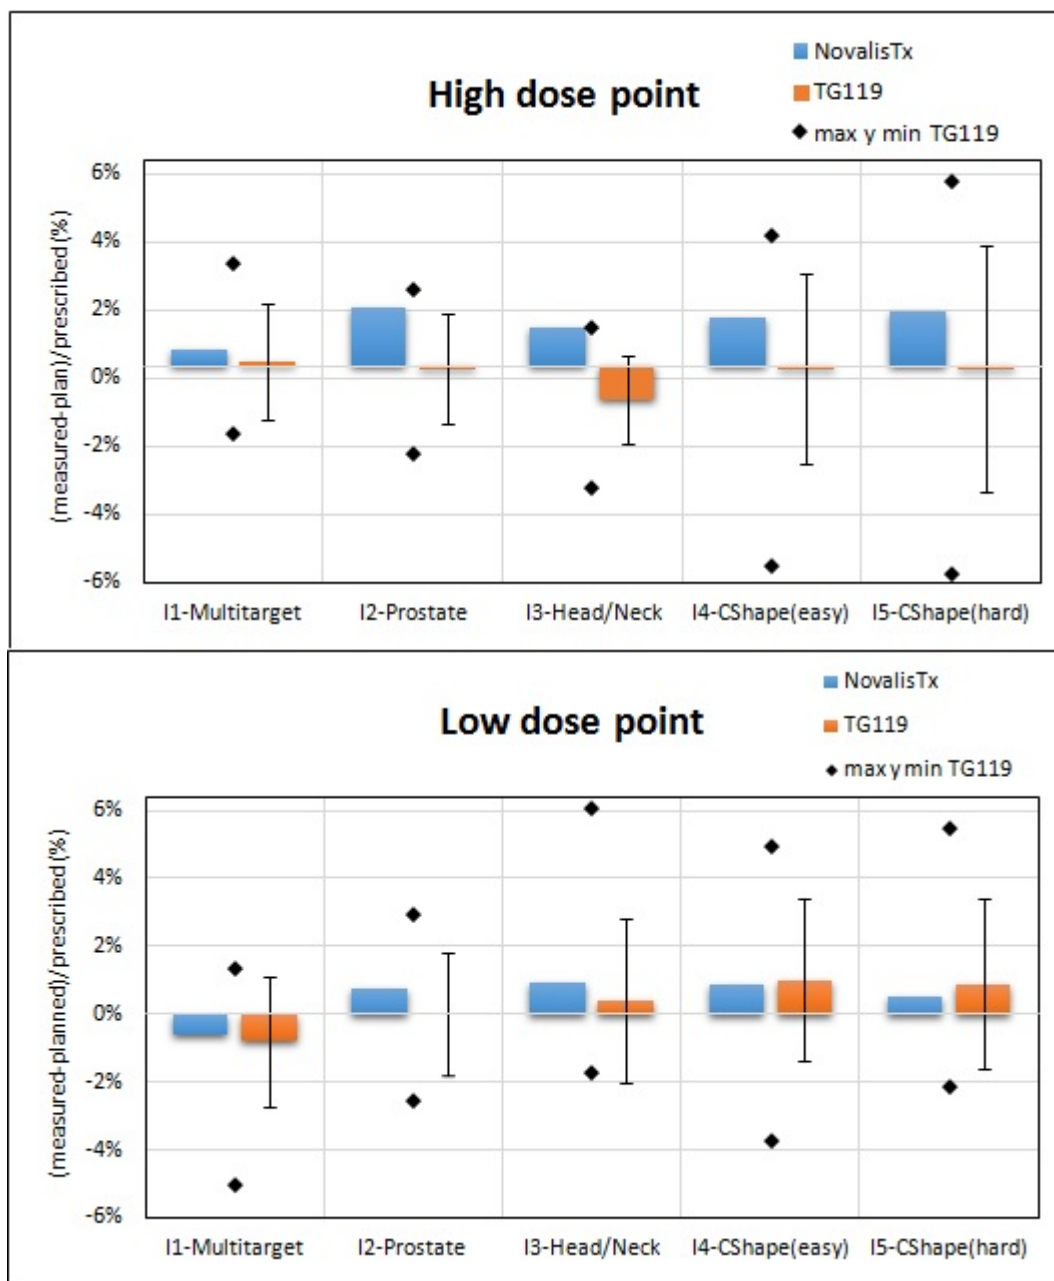 NovalisTx
High dose point
TG119
max y min TG119
(measured-plan)/prescribed (%)
6%
4%
2%
0%
-2%
-4%
-6%
I1-Multitarget I2-Prostate I3-Head/Neck I4-CShape(easy) I5-CShape(hard)
NovalisTx
Low dose point
TG119
max y min TG119
(measured-planned)/prescribed (%)
6%
4%
2%
0%
-2%
-4%
-6%
I1-Multitarget I2-Prostate I3-Head/Neck I4-CShape(easy) I5-CShape(hard)